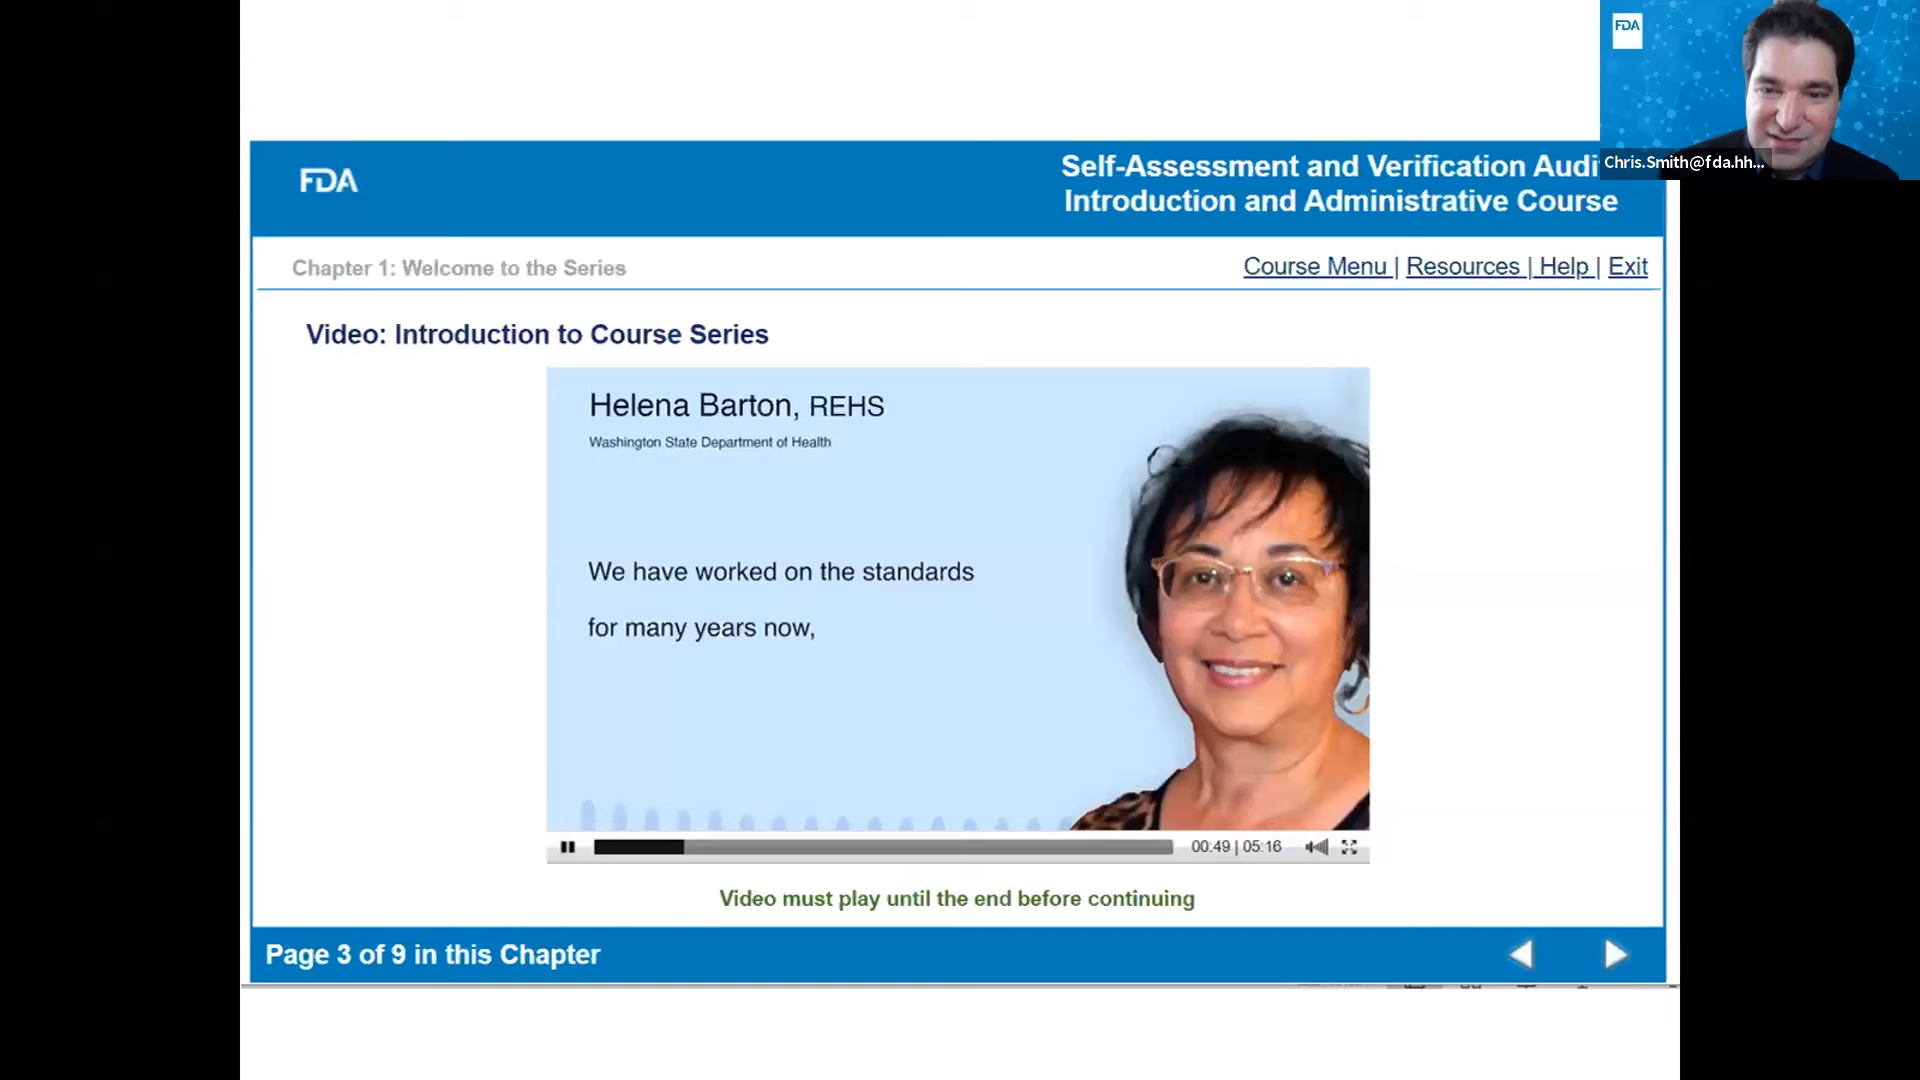 FDA
Chris.Smith@fda.hh...
FDA
Self-Assessment and Verification Audi
Introduction and Administrative Course
Chapter 1: Welcome to the Series
Course Menu | Resources | Help | Exit
Video: Introduction to Course Series
Helena Barton, REHS
Washington State Department of Health
We have worked on the standards
for many years now,
00:49 | 05:16
Video must play until the end before continuing
Page 3 of 9 in this Chapter